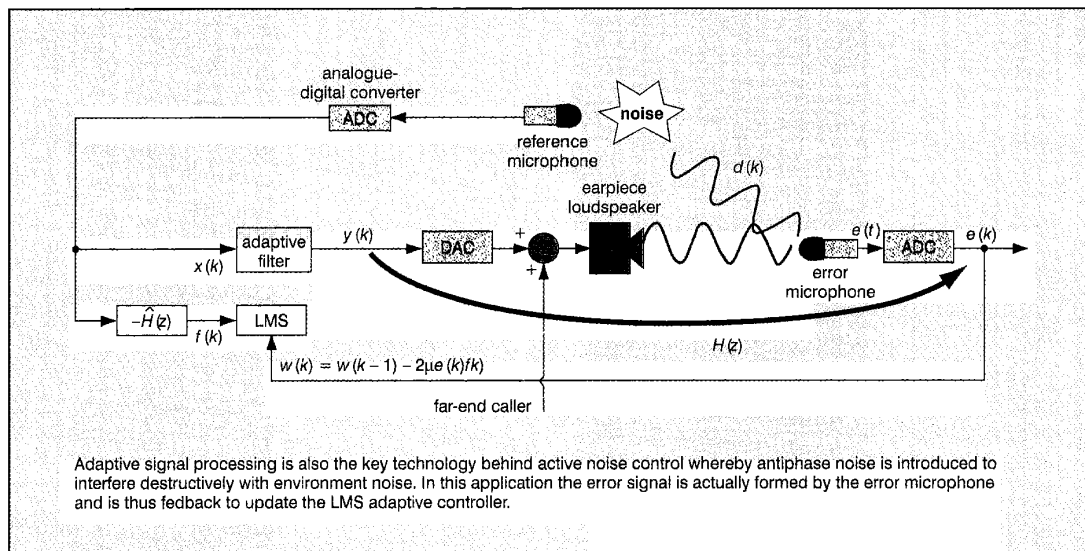 analogue-
digital converter
ADC
reference
microphone
noise
d(k)
earpiece
loudspeaker
adaptive
filter
x(k)
y(k)
DAC
+
+
e(t)
ADC
e(k)
error
microphone
-Ĥ(z)
f(k)
LMS
H(z)
w(k) = w(k – 1) – 2μe(k)fk)
far-end caller
Adaptive signal processing is also the key technology behind active noise control whereby antiphase noise is introduced to
interfere destructively with environment noise. In this application the error signal is actually formed by the error microphone
and is thus fedback to update the LMS adaptive controller.